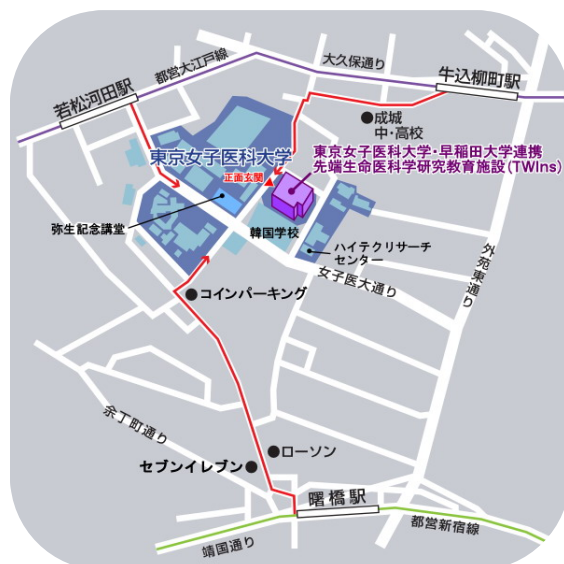 大久保通り
牛込柳町駅
都営大江戸線
若松河田駅
成城
中・高校
東京女子医科大学
東京女子医科大学・早稲田大学連携
先端生命医科学研究教育施設(TWIns)
正面玄関
弥生記念講堂
韓国学校
ハイテクリサーチ
センター
女子医大通り
外苑東通り
コインパーキング
余丁町通り
ローソン
セブンイレブン
曙橋駅
都営新宿線
靖国通り